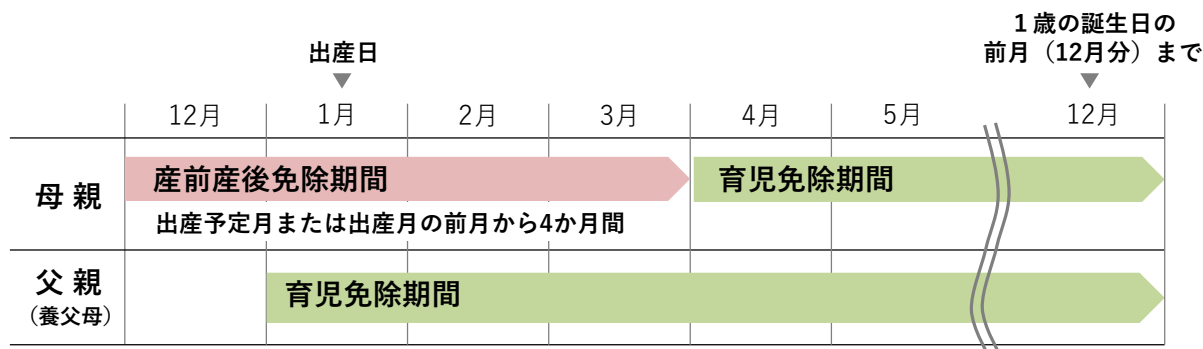 1歳の誕生日の
前月（12月分）まで
出産日
12月 1月 2月 3月 4月 5月 12月
母親
産前産後免除期間
育児免除期間
出産予定月または出産月の前月から4か月間
父親
（養父母）
育児免除期間